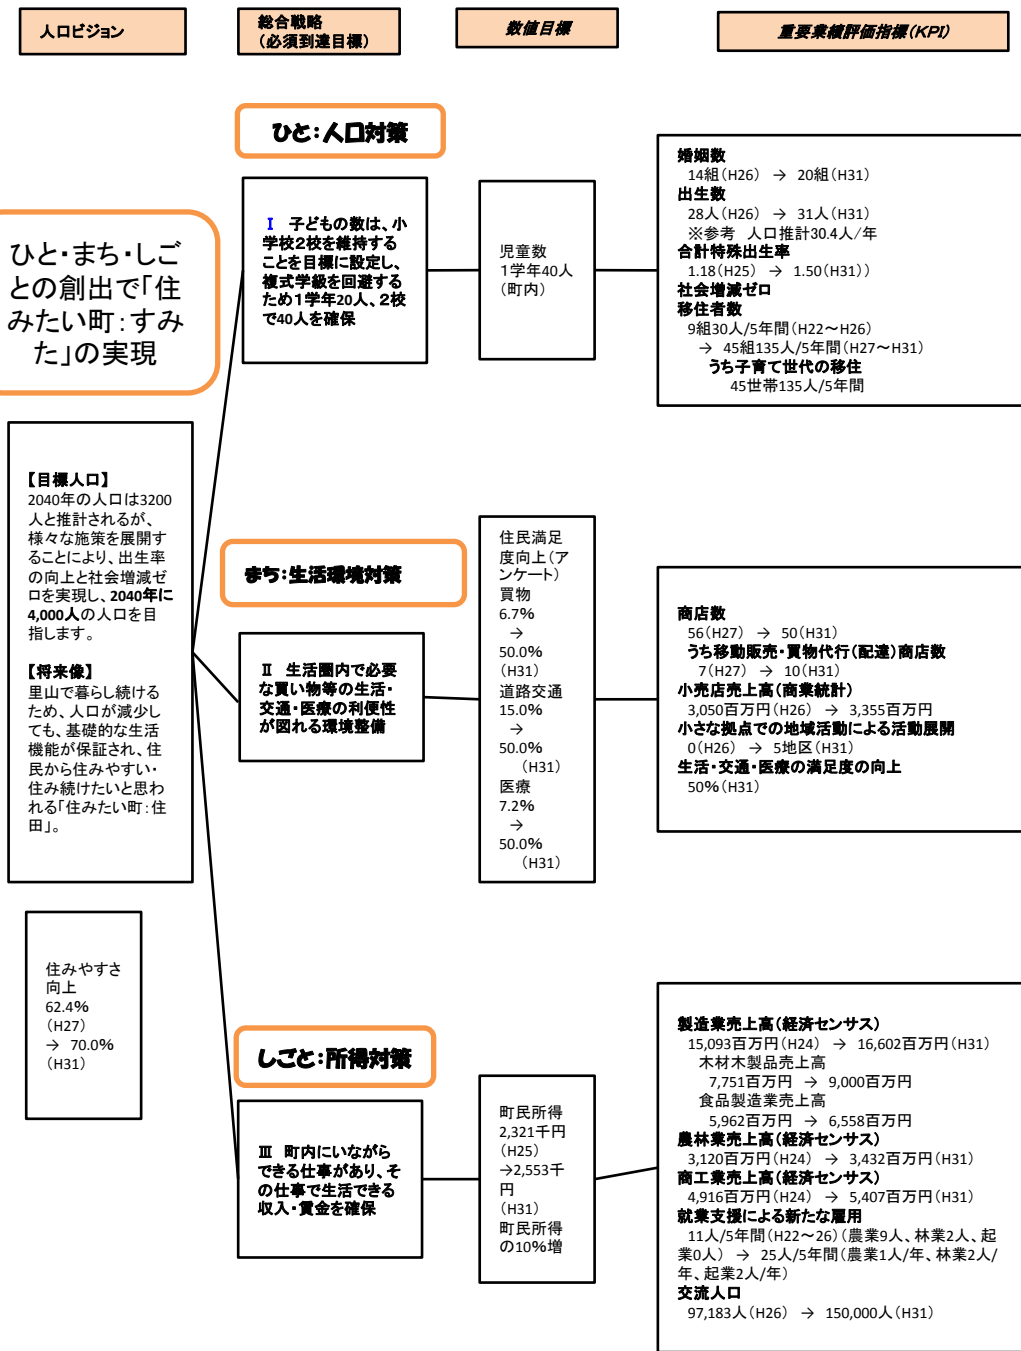 人口ビジョン
総合戦略
(必須到達目標)
数値目標
重要業績評価指標(KPI)
ひと・まち・しご
との創出で「住
みたい町：すみ
た」の実現
【目標人口】
2040年の人口は3200
人と推計されるが、
様々な施策を展開す
ることにより、出生率
の向上と社会増減ゼ
ロを実現し、2040年に
4,000人の人口を目
指します。
【将来像】
里山で暮らし続ける
ため、人口が減少し
ても、基礎的な生活
機能が保証され、住
民から住みやすい・
住み続けたいと思わ
れる「住みたい町：住
田」。
住みやすさ
向上
62.4%
(H27)
→ 70.0%
(H31)
ひと：人口対策
Ⅰ 子どもの数は、小
学校２校を維持する
ことを目標に設定し、
複式学級を回避する
ため１学年20人、２校
で40人を確保
児童数
１学年40人
(町内)
婚姻数
14組(H26) → 20組(H31)
出生数
28人(H26) → 31人(H31)
※参考 人口推計30.4人/年
合計特殊出生率
1.18(H25) → 1.50(H31))
社会増減ゼロ
移住者数
9組30人/5年間(H22～H26)
→ 45組135人/5年間(H27～H31)
うち子育て世代の移住
45世帯135人/5年間
まち：生活環境対策
Ⅱ 生活圏内で必要
な買い物等の生活・
交通・医療の利便性
が図れる環境整備
住民満足
度向上(ア
ンケート)
買物
6.7%
→
50.0%
(H31)
道路交通
15.0%
→
50.0%
(H31)
医療
7.2%
→
50.0%
(H31)
商店数
56(H27) → 50(H31)
うち移動販売・買物代行(配達)商店数
7(H27) → 10(H31)
小売店売上高(商業統計)
3,050百万円(H26) → 3,355百万円
小さな拠点での地域活動による活動展開
0(H26) → 5地区(H31)
生活・交通・医療の満足度の向上
50%(H31)
しごと：所得対策
Ⅲ 町内にいながら
できる仕事があり、そ
の仕事で生活できる
収入・賃金を確保
町民所得
2,321千円
(H25)
→2,553千
円
(H31)
町民所得
の10%増
製造業売上高(経済センサス)
15,093百万円(H24) → 16,602百万円(H31)
木材木製品売上高
7,751百万円 → 9,000百万円
食品製造業売上高
5,962百万円 → 6,558百万円
農林業売上高(経済センサス)
3,120百万円(H24) → 3,432百万円(H31)
商工業売上高(経済センサス)
4,916百万円(H24) → 5,407百万円(H31)
就業支援による新たな雇用
11人/5年間(H22～26)(農業9人、林業2人、起
業0人) → 25人/5年間(農業1人/年、林業2人/
年、起業2人/年)
交流人口
97,183人(H26) → 150,000人(H31)